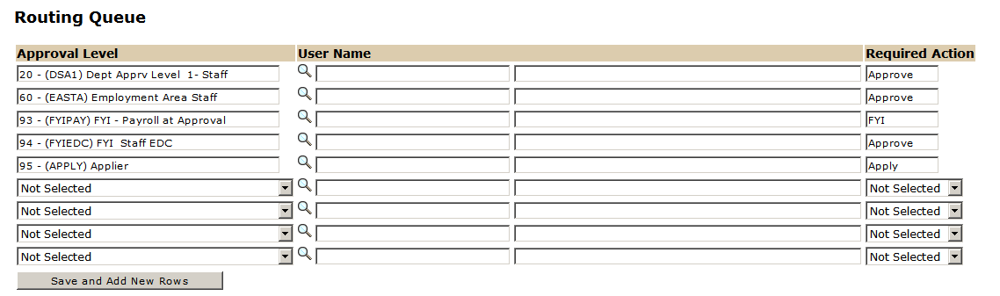 Routing Queue
Approval Level User Name Required Action
20 - (DSA1) Dept Apprv Level  1- Staff Approve
60 - (EASTA) Employment Area Staff Approve
93 - (FYIPAY) FYI - Payroll at Approval FYI
94 - (FYIEDC) FYI  Staff EDC Approve
95 - (APPLY) Applier Apply
Not Selected Not Selected
Not Selected Not Selected
Not Selected Not Selected
Not Selected Not Selected
Save and Add New Rows